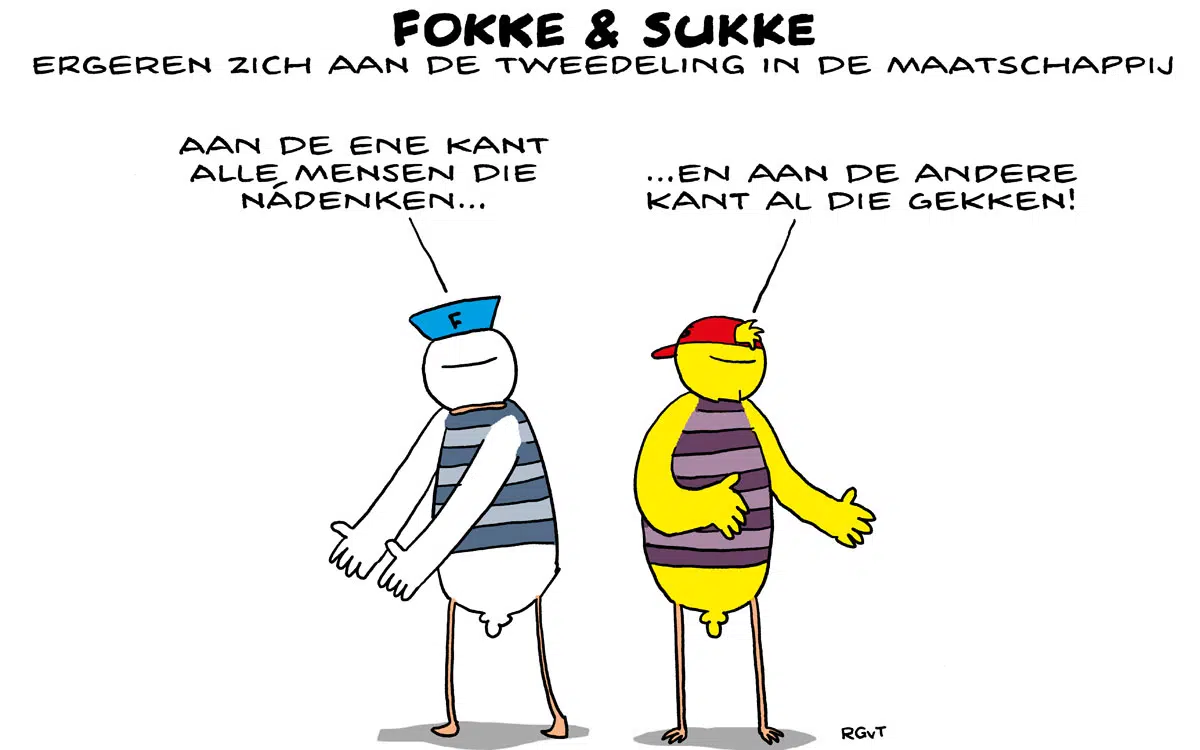 FOKKE & SUKKE
ERGEREN ZICH AAN DE TWEEDELING IN DE MAATSCHAPPIJ
AAN DE ENE KANT
ALLE MENSEN DIE
NÁDENKEN...
...EN AAN DE ANDERE
KANT AL DIE GEKKEN!
F
RGvT